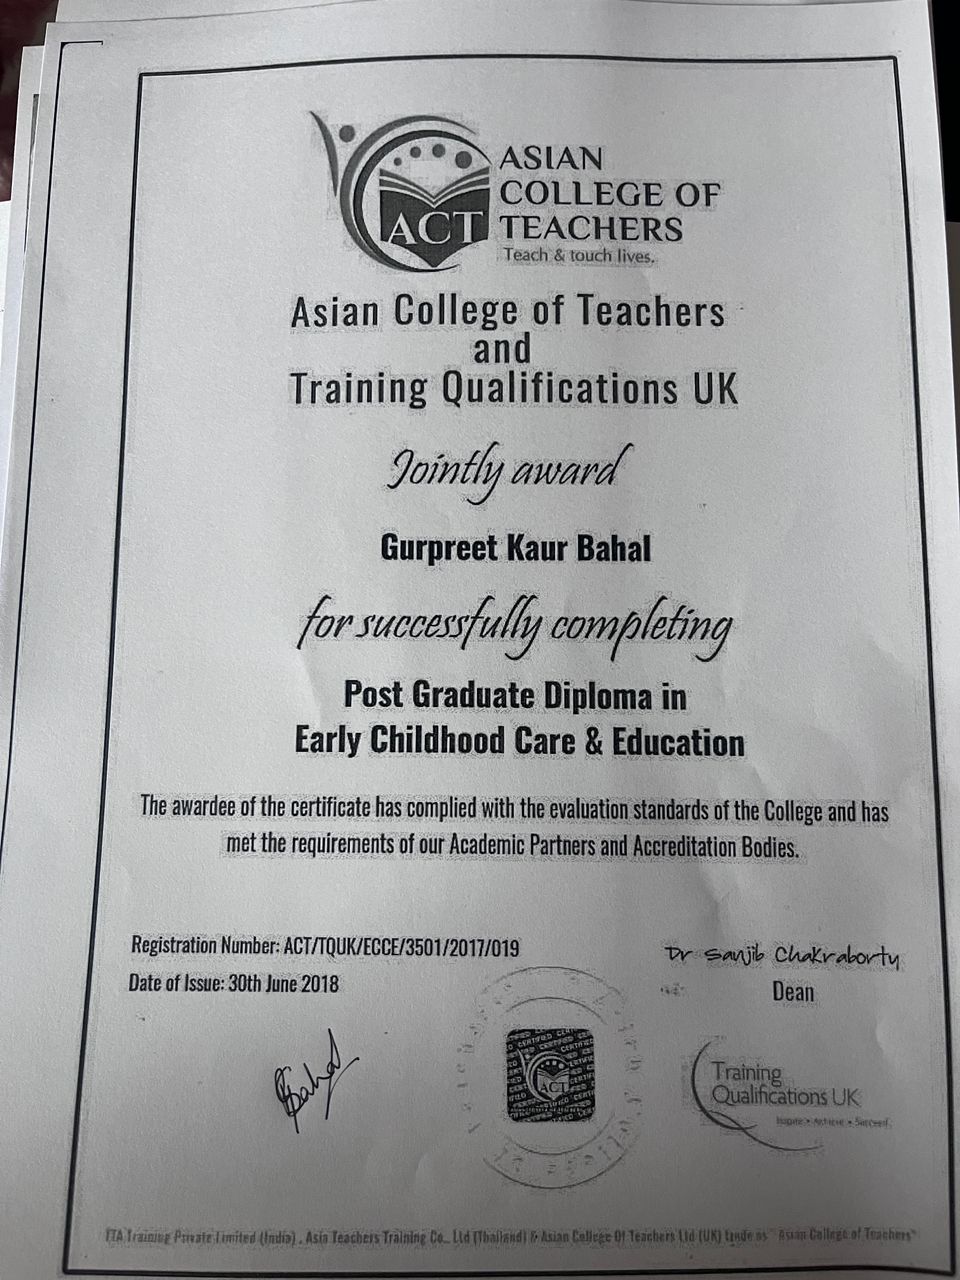 ASIAN
COLLEGE OF
TEACHERS
ACT
Teach & touch lives.
Asian College of Teachers
and
Training Qualifications UK
Jointly award
Gurpreet Kaur Bahal
for successfully completing
Post Graduate Diploma in
Early Childhood Care & Education
The awardee of the certificate has complied with the evaluation standards of the College and has
met the requirements of our Academic Partners and Accreditation Bodies.
Registration Number: ACT/TQUK/ECCE/3501/2017/019
Date of Issue: 30th June 2018
Dr Sanjib Chakraborty
Dean
Bahal
CERTIFIED
ACT
Training
Qualifications UK
Inspire • Achieve • Succeed
TTA Training Private Limited (India), Asia Teachers Training Co., Ltd (Thailand) & Asian College Of Teachers Ltd (UK) trade as "Asian College of Teachers"